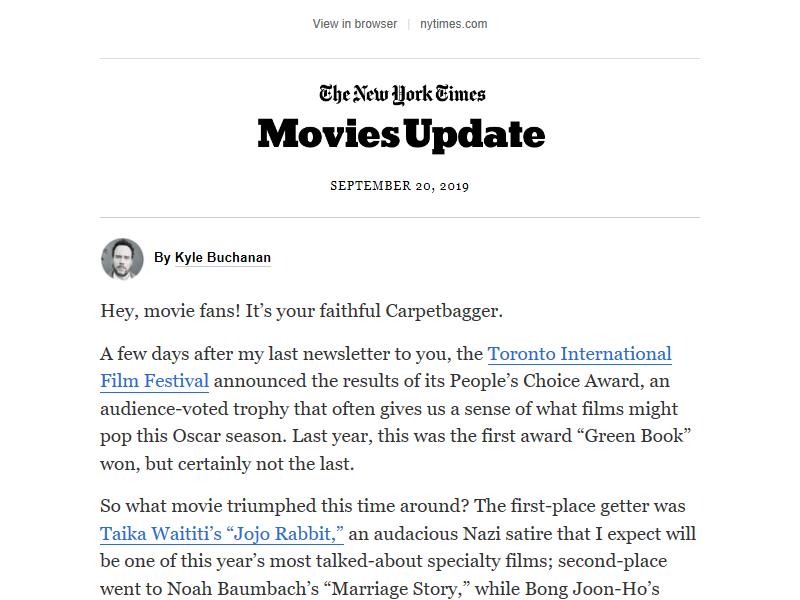 View in browser | nytimes.com
The New York Times
Movies Update
SEPTEMBER 20, 2019
By Kyle Buchanan
Hey, movie fans! It’s your faithful Carpetbagger.
A few days after my last newsletter to you, the Toronto International
Film Festival announced the results of its People’s Choice Award, an
audience-voted trophy that often gives us a sense of what films might
pop this Oscar season. Last year, this was the first award “Green Book”
won, but certainly not the last.
So what movie triumphed this time around? The first-place getter was
Taika Waititi’s “Jojo Rabbit,” an audacious Nazi satire that I expect will
be one of this year’s most talked-about specialty films; second-place
went to Noah Baumbach’s “Marriage Story,” while Bong Joon-Ho’s